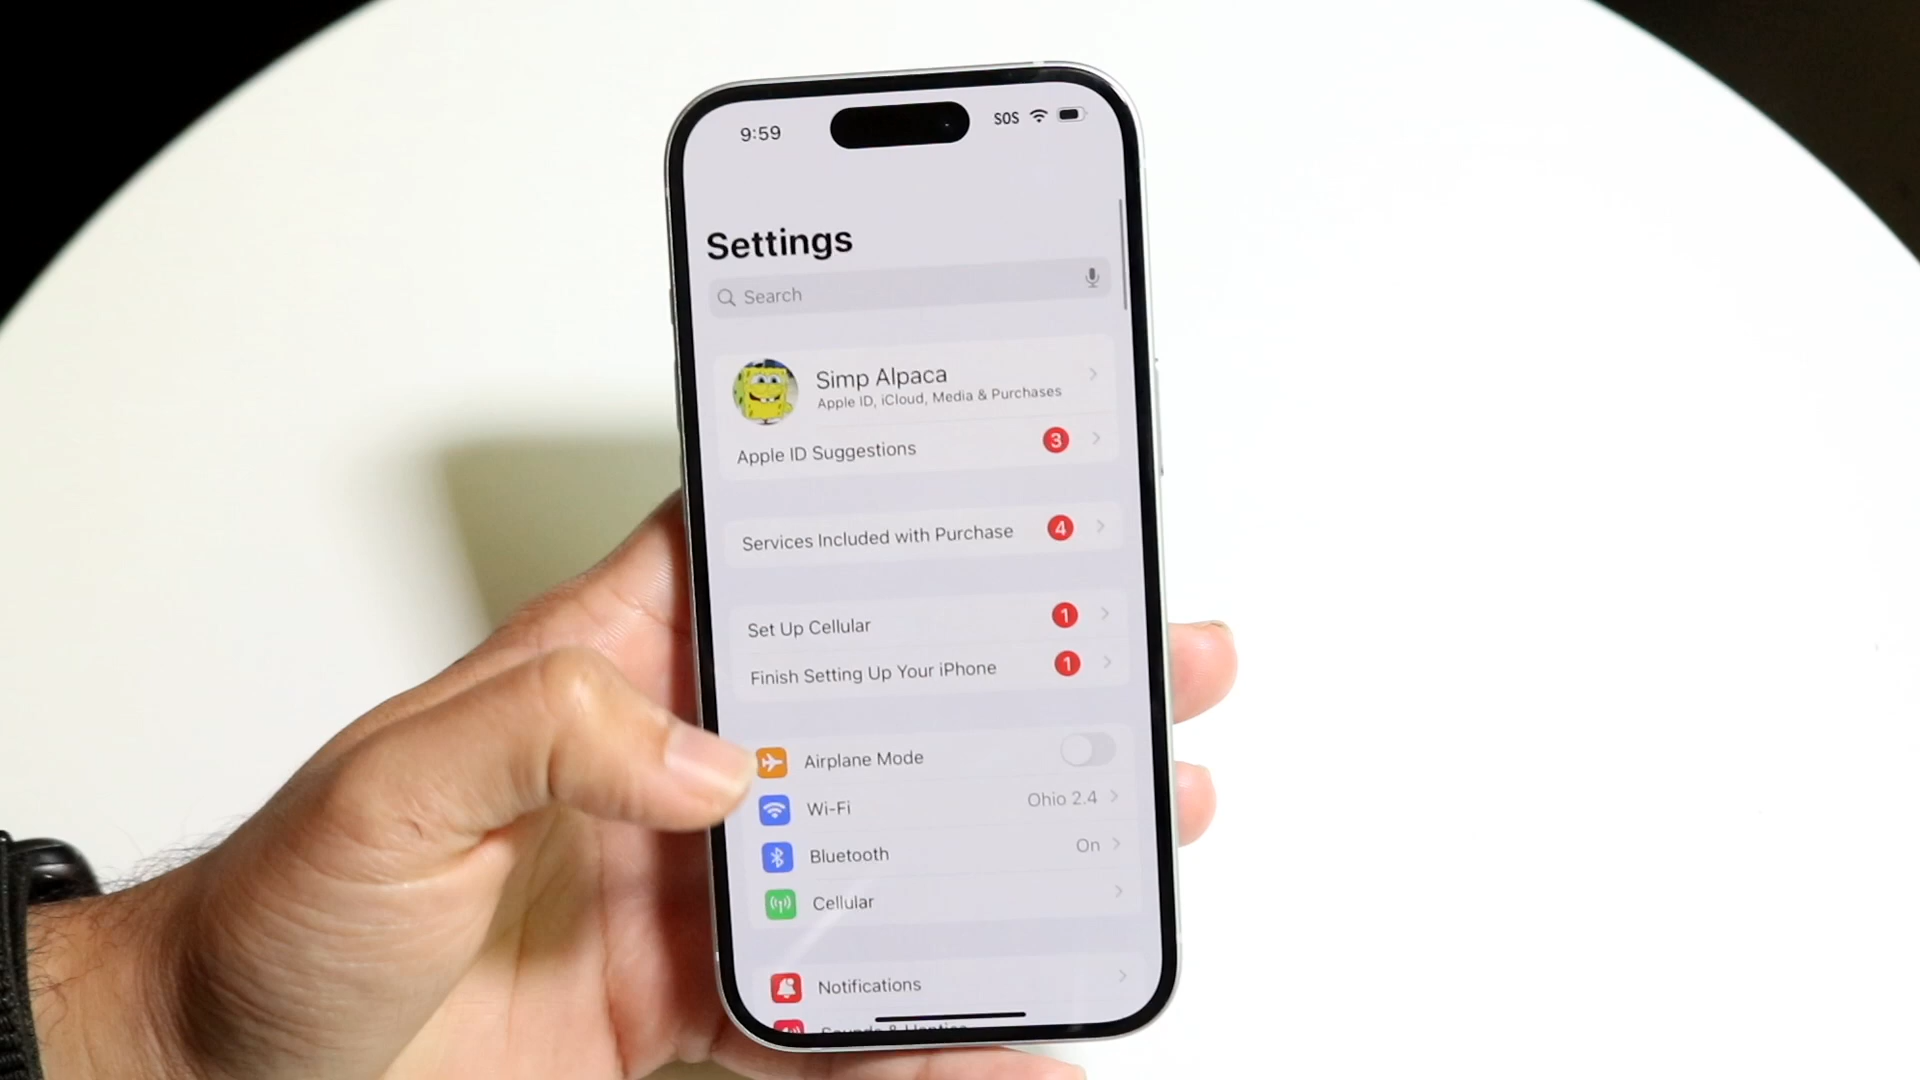 9:59
SOS
Settings
Search
Simp Alpaca
Apple ID, iCloud, Media & Purchases
Apple ID Suggestions 3
Services Included with Purchase 4
Set Up Cellular 1
Finish Setting Up Your iPhone 1
Airplane Mode
Wi-Fi Ohio 2.4
Bluetooth On
Cellular
Notifications
Sounds & Haptics